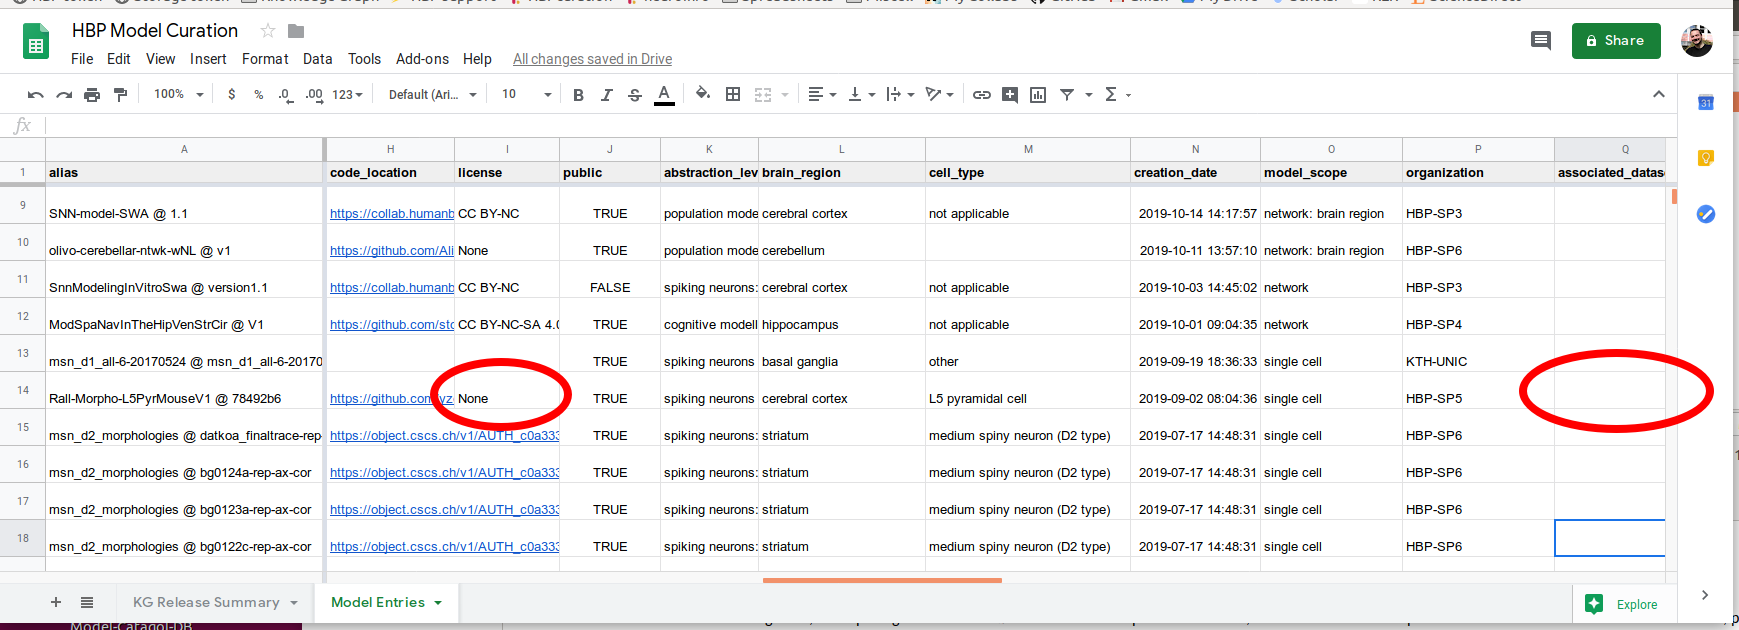 HBP Model Curation
Share
File Edit View Insert Format Data Tools Add-ons Help All changes saved in Drive
100% $ % .0 .00 123 Default (Ari... 10 B I S A
31
fx
A H I J K L M N O P Q
1 alias code_location license public abstraction_lev brain_region cell_type creation_date model_scope organization associated_datas
9 SNN-model-SWA @ 1.1 https://collab.humanb CC BY-NC TRUE population mode cerebral cortex not applicable 2019-10-14 14:17:57 network: brain region HBP-SP3
10 olivo-cerebellar-ntwk-wNL @ v1 https://github.com/Ali None TRUE population mode cerebellum 2019-10-11 13:57:10 network: brain region HBP-SP6
11 SnnModelingInVitroSwa @ version1.1 https://collab.humanb CC BY-NC FALSE spiking neurons: cerebral cortex not applicable 2019-10-03 14:45:02 network HBP-SP3
12 ModSpaNavInTheHipVenStrCir @ V1 https://github.com/sto CC BY-NC-SA 4.0 TRUE cognitive modell hippocampus not applicable 2019-10-01 09:04:35 network HBP-SP4
13 msn_d1_all-6-20170524 @ msn_d1_all-6-20170 TRUE spiking neurons basal ganglia other 2019-09-19 18:36:33 single cell KTH-UNIC
14 Rall-Morpho-L5PyrMouseV1 @ 78492b6 https://github.com yz None TRUE spiking neurons cerebral cortex L5 pyramidal cell 2019-09-02 08:04:36 single cell HBP-SP5
15 msn_d2_morphologies @ datkoa_finaltrace-rep https://object.cscs.ch/v1/AUTH_c0a333 TRUE spiking neurons: striatum medium spiny neuron (D2 type) 2019-07-17 14:48:31 single cell HBP-SP6
16 msn_d2_morphologies @ bg0124a-rep-ax-cor https://object.cscs.ch/v1/AUTH_c0a333 TRUE spiking neurons: striatum medium spiny neuron (D2 type) 2019-07-17 14:48:31 single cell HBP-SP6
17 msn_d2_morphologies @ bg0123a-rep-ax-cor https://object.cscs.ch/v1/AUTH_c0a333 TRUE spiking neurons: striatum medium spiny neuron (D2 type) 2019-07-17 14:48:31 single cell HBP-SP6
18 msn_d2_morphologies @ bg0122c-rep-ax-cor https://object.cscs.ch/v1/AUTH_c0a333 TRUE spiking neurons: striatum medium spiny neuron (D2 type) 2019-07-17 14:48:31 single cell HBP-SP6
+ KG Release Summary Model Entries Explore
Model-Catagol-DB